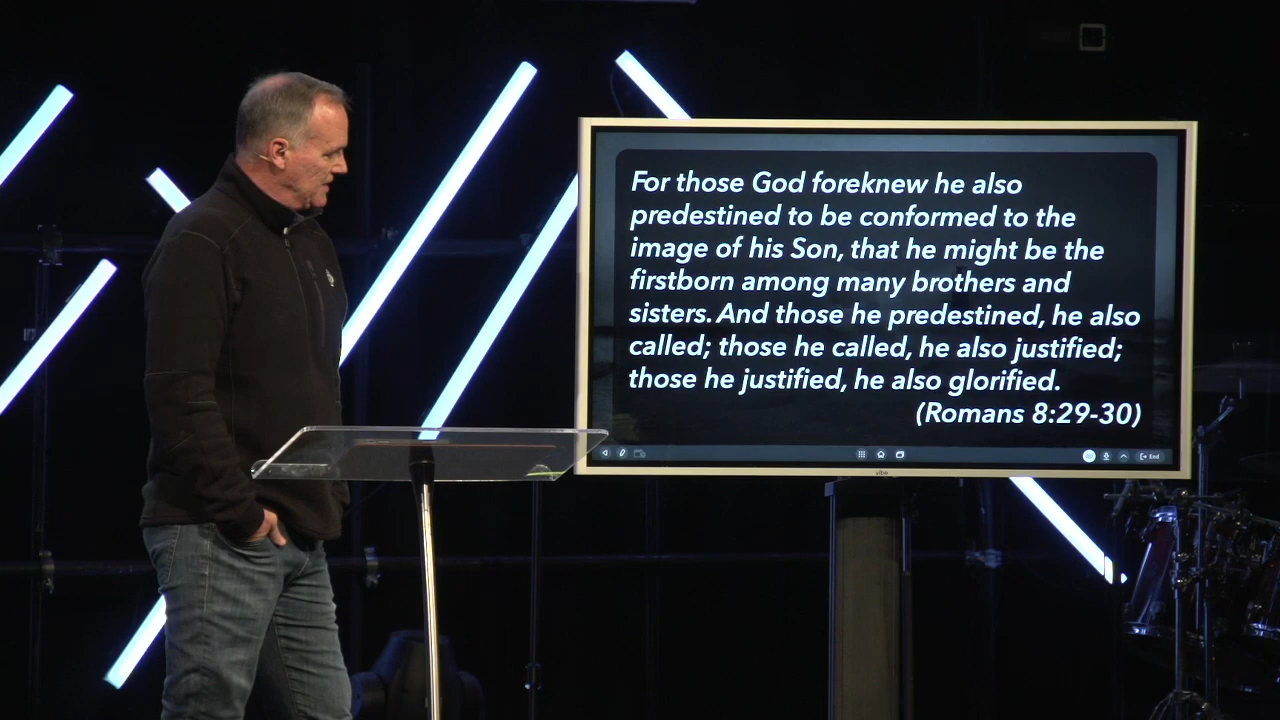 For those God foreknew he also
predestined to be conformed to the
image of his Son, that he might be the
firstborn among many brothers and
sisters. And those he predestined, he also
called; those he called, he also justified;
those he justified, he also glorified.
(Romans 8:29-30)
End
vibe